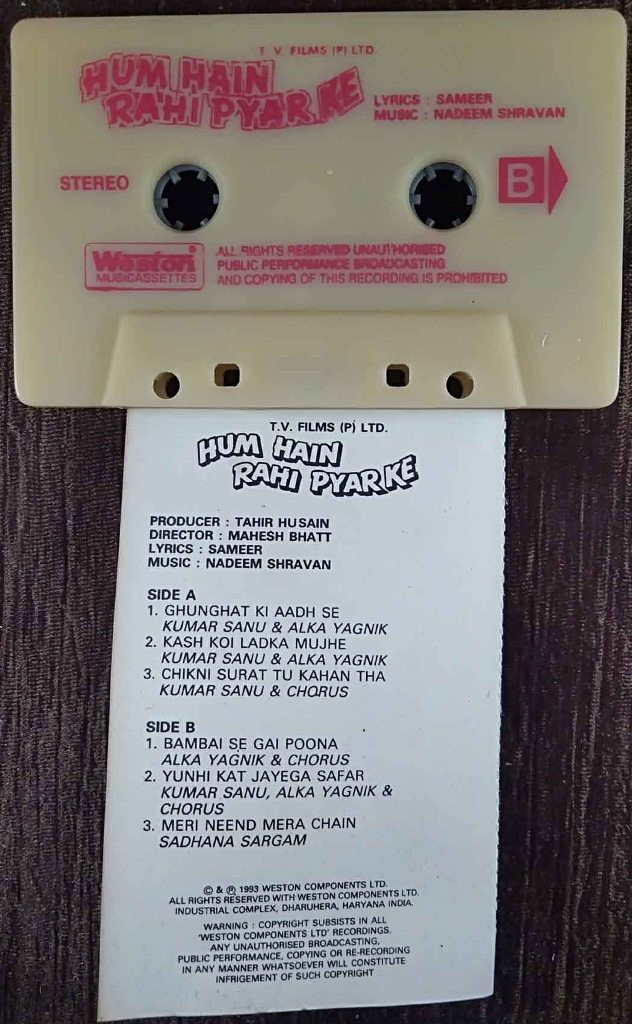 T. V. FILMS (P) LTD
HUM HAIN
RAHI PYAR KE
LYRICS : SAMEER
MUSIC : NADEEM SHRAVAN
STEREO
B
Weston
MUSICASSETTES
ALL RIGHTS RESERVED UNAUTHORISED
PUBLIC PERFORMANCE BROADCASTING
AND COPYING OF THIS RECORDING IS PROHIBITED
T.V. FILMS (P) LTD.
HUM HAIN
RAHI PYAR KE
PRODUCER : TAHIR HUSAIN
DIRECTOR : MAHESH BHATT
LYRICS : SAMEER
MUSIC : NADEEM SHRAVAN
SIDE A
1. GHUNGHAT KI AADH SE
KUMAR SANU & ALKA YAGNIK
2. KASH KOI LADKA MUJHE
KUMAR SANU & ALKA YAGNIK
3. CHIKNI SURAT TU KAHAN THA
KUMAR SANU & CHORUS
SIDE B
1. BAMBAI SE GAI POONA
ALKA YAGNIK & CHORUS
2. YUNHI KAT JAYEGA SAFAR
KUMAR SANU, ALKA YAGNIK &
CHORUS
3. MERI NEEND MERA CHAIN
SADHANA SARGAM
© & ℗ 1993 WESTON COMPONENTS LTD.
ALL RIGHTS RESERVED WITH WESTON COMPONENTS LTD.
INDUSTRIAL COMPLEX, DHARUHERA, HARYANA INDIA.
WARNING : COPYRIGHT SUBSISTS IN ALL
'WESTON COMPONENTS LTD' RECORDINGS.
ANY UNAUTHORISED BROADCASTING,
PUBLIC PERFORMANCE, COPYING OR RE-RECORDING
IN ANY MANNER WHATSOEVER WILL CONSTITUTE
INFRIGEMENT OF SUCH COPYRIGHT